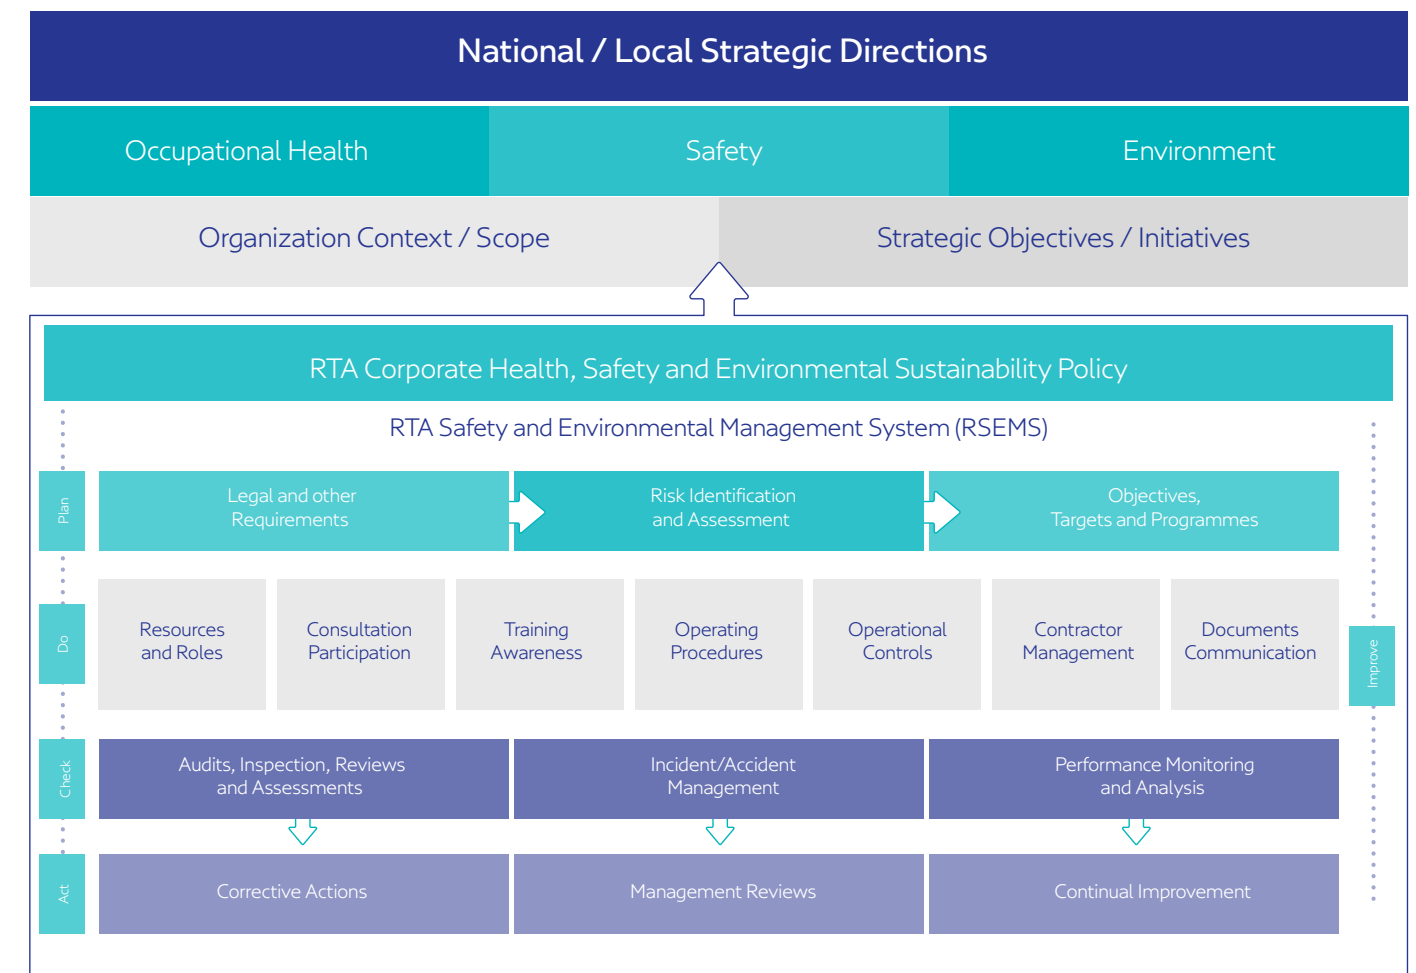 National / Local Strategic Directions
Occupational Health
Safety
Environment
Organization Context / Scope
Strategic Objectives / Initiatives
RTA Corporate Health, Safety and Environmental Sustainability Policy
RTA Safety and Environmental Management System (RSEMS)
Plan
Legal and other
Requirements
Risk Identification
and Assessment
Objectives,
Targets and Programmes
Do
Resources
and Roles
Consultation
Participation
Training
Awareness
Operating
Procedures
Operational
Controls
Contractor
Management
Documents
Communication
Improve
Check
Audits, Inspection, Reviews
and Assessments
Incident/Accident
Management
Performance Monitoring
and Analysis
Act
Corrective Actions
Management Reviews
Continual Improvement